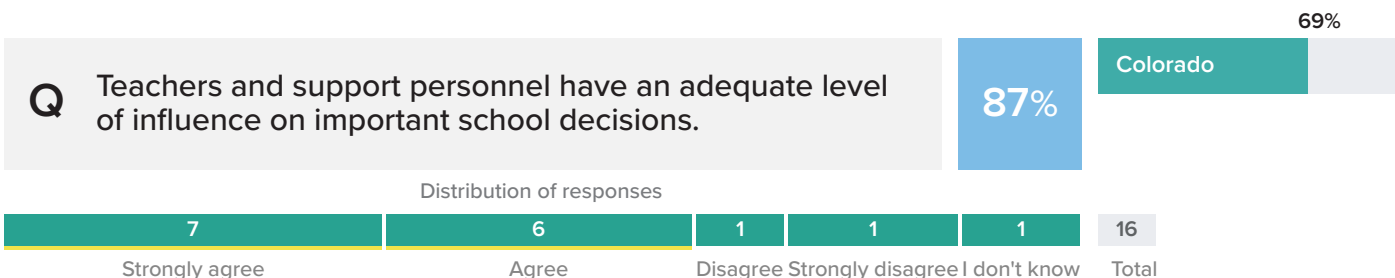 69%
Q
Teachers and support personnel have an adequate level
of influence on important school decisions.
87%
Colorado
Distribution of responses
7 6 1 1 1 16
Strongly agree Agree Disagree Strongly disagree I don't know Total